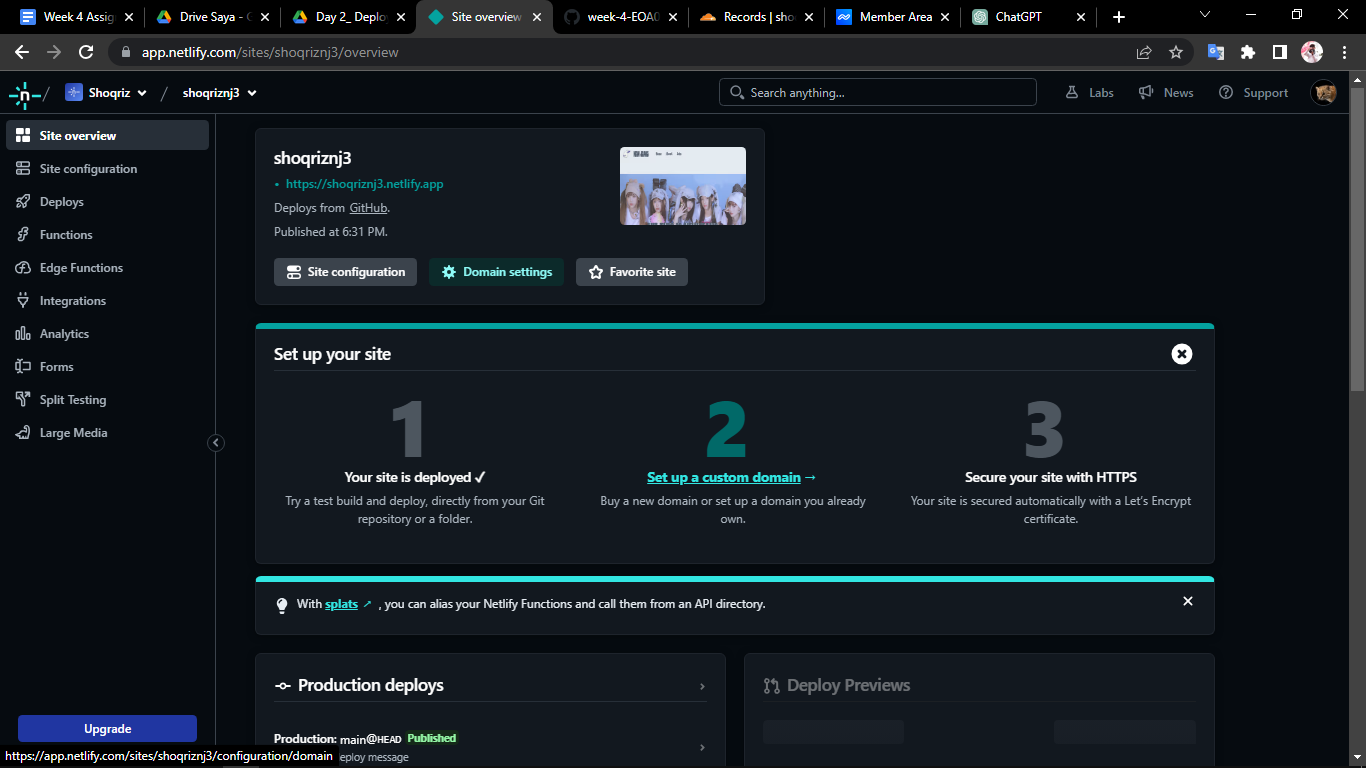 Week 4 Assig
Drive Saya - G
Day 2_ Deplo
Site overview
week-4-EOA0
Records | sho
Member Area
ChatGPT
app.netlify.com/sites/shoqriznj3/overview
Shoqriz / shoqriznj3
Search anything...
Labs
News
Support
Site overview
Site configuration
Deploys
Functions
Edge Functions
Integrations
Analytics
Forms
Split Testing
Large Media
Upgrade
https://app.netlify.com/sites/shoqriznj3/configuration/domain
shoqriznj3
• https://shoqriznj3.netlify.app
Deploys from GitHub.
Published at 6:31 PM.
Site configuration
Domain settings
Favorite site
Set up your site
1
Your site is deployed ✓
Try a test build and deploy, directly from your Git
repository or a folder.
2
Set up a custom domain →
Buy a new domain or set up a domain you already
own.
3
Secure your site with HTTPS
Your site is secured automatically with a Let's Encrypt
certificate.
With splats ↗ , you can alias your Netlify Functions and call them from an API directory.
Production deploys
Production: main@HEAD Published
eploy message
Deploy Previews